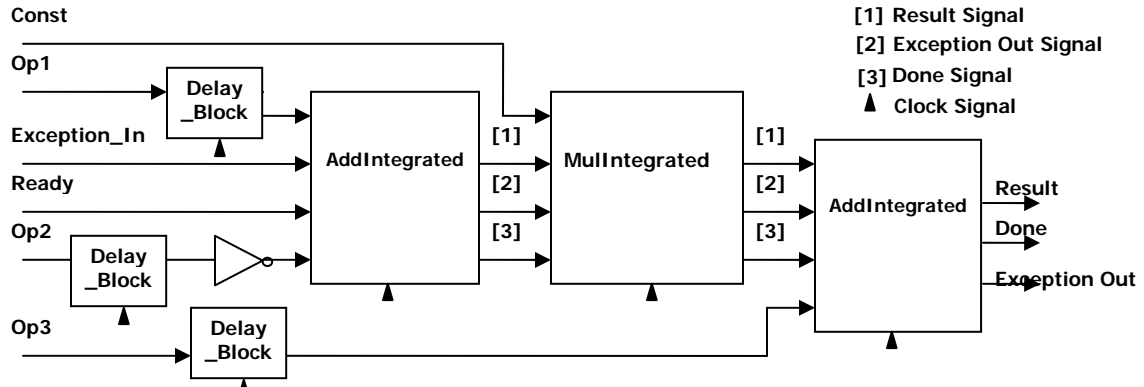 Const
[1] Result Signal
[2] Exception Out Signal
[3] Done Signal
Clock Signal
Op1
Delay
_Block
Exception_In
AddIntegrated
[1]
MulIntegrated
[1]
Ready
[2]
[2]
AddIntegrated
Result
Op2
[3]
[3]
Done
Delay
_Block
Exception Out
Op3
Delay
_Block